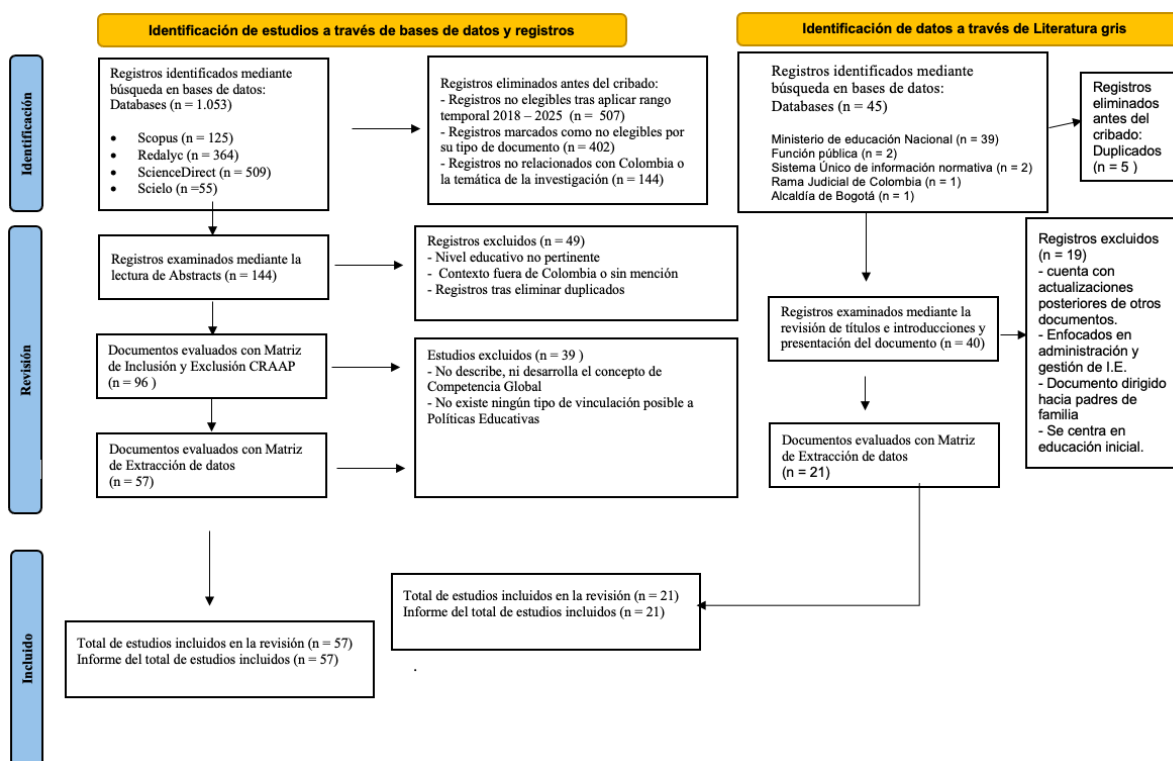 Identificación de estudios a través de bases de datos y registros
Identificación de datos a través de Literatura gris
Identificación
Registros identificados mediante
búsqueda en bases de datos:
Databases (n = 1.053)
• Scopus (n = 125)
• Redalyc (n = 364)
• ScienceDirect (n = 509)
• Scielo (n =55)
Registros eliminados antes del cribado:
- Registros no elegibles tras aplicar rango
temporal 2018 – 2025 (n = 507)
- Registros marcados como no elegibles por
su tipo de documento (n = 402)
- Registros no relacionados con Colombia o
la temática de la investigación (n = 144)
Registros identificados mediante
búsqueda en bases de datos:
Databases (n = 45)
Ministerio de educación Nacional (n = 39)
Función pública (n = 2)
Sistema Único de información normativa (n = 2)
Rama Judicial de Colombia (n = 1)
Alcaldía de Bogotá (n = 1)
Registros
eliminados
antes del
cribado:
Duplicados
(n = 5 )
Revisión
Registros examinados mediante la
lectura de Abstracts (n = 144)
Registros excluidos (n = 49)
- Nivel educativo no pertinente
- Contexto fuera de Colombia o sin mención
- Registros tras eliminar duplicados
Documentos evaluados con Matriz
de Inclusión y Exclusión CRAAP
(n = 96 )
Estudios excluidos (n = 39 )
- No describe, ni desarrolla el concepto de
Competencia Global
- No existe ningún tipo de vinculación posible a
Políticas Educativas
Documentos evaluados con Matriz
de Extracción de datos
(n = 57)
Registros examinados mediante la
revisión de títulos e introducciones y
presentación del documento (n = 40)
Registros excluidos
(n = 19)
- cuenta con
actualizaciones
posteriores de otros
documentos.
- Enfocados en
administración y
gestión de I.E.
- Documento dirigido
hacia padres de
familia
- Se centra en
educación inicial.
Documentos evaluados con Matriz
de Extracción de datos
(n = 21)
Incluido
Total de estudios incluidos en la revisión (n = 21)
Informe del total de estudios incluidos (n = 21)
Total de estudios incluidos en la revisión (n = 57)
Informe del total de estudios incluidos (n = 57)
.